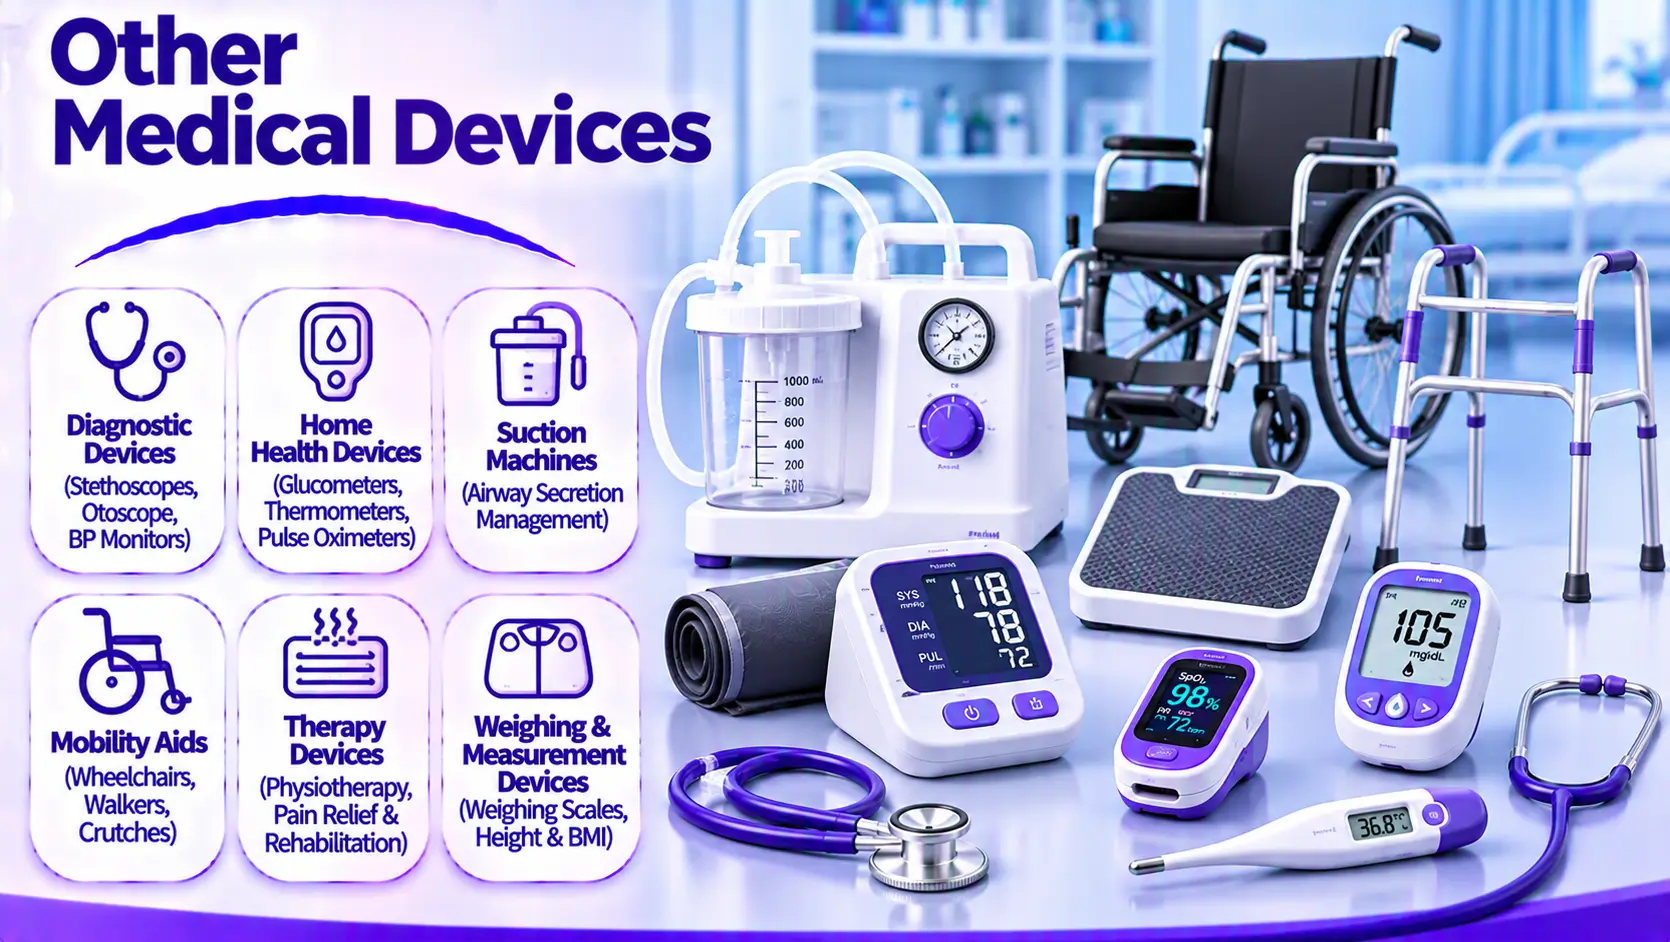 Other
Medical Devices
Diagnostic
Devices
(Stethoscopes,
Otoscope,
BP Monitors)
Home
Health Devices
(Glucometers,
Thermometers,
Pulse Oximeters)
Suction
Machines
(Airway Secretion
Management)
Mobility Aids
(Wheelchairs,
Walkers,
Crutches)
Therapy
Devices
(Physiotherapy,
Pain Relief &
Rehabilitation)
Weighing &
Measurement
Devices
(Weighing Scales,
Height & BMI)
1000
800
600
400
200
SYS
mmHg
118
DIA
78
PUL
72
SpO₂
98%
72
105
mg/dL
36.8°C